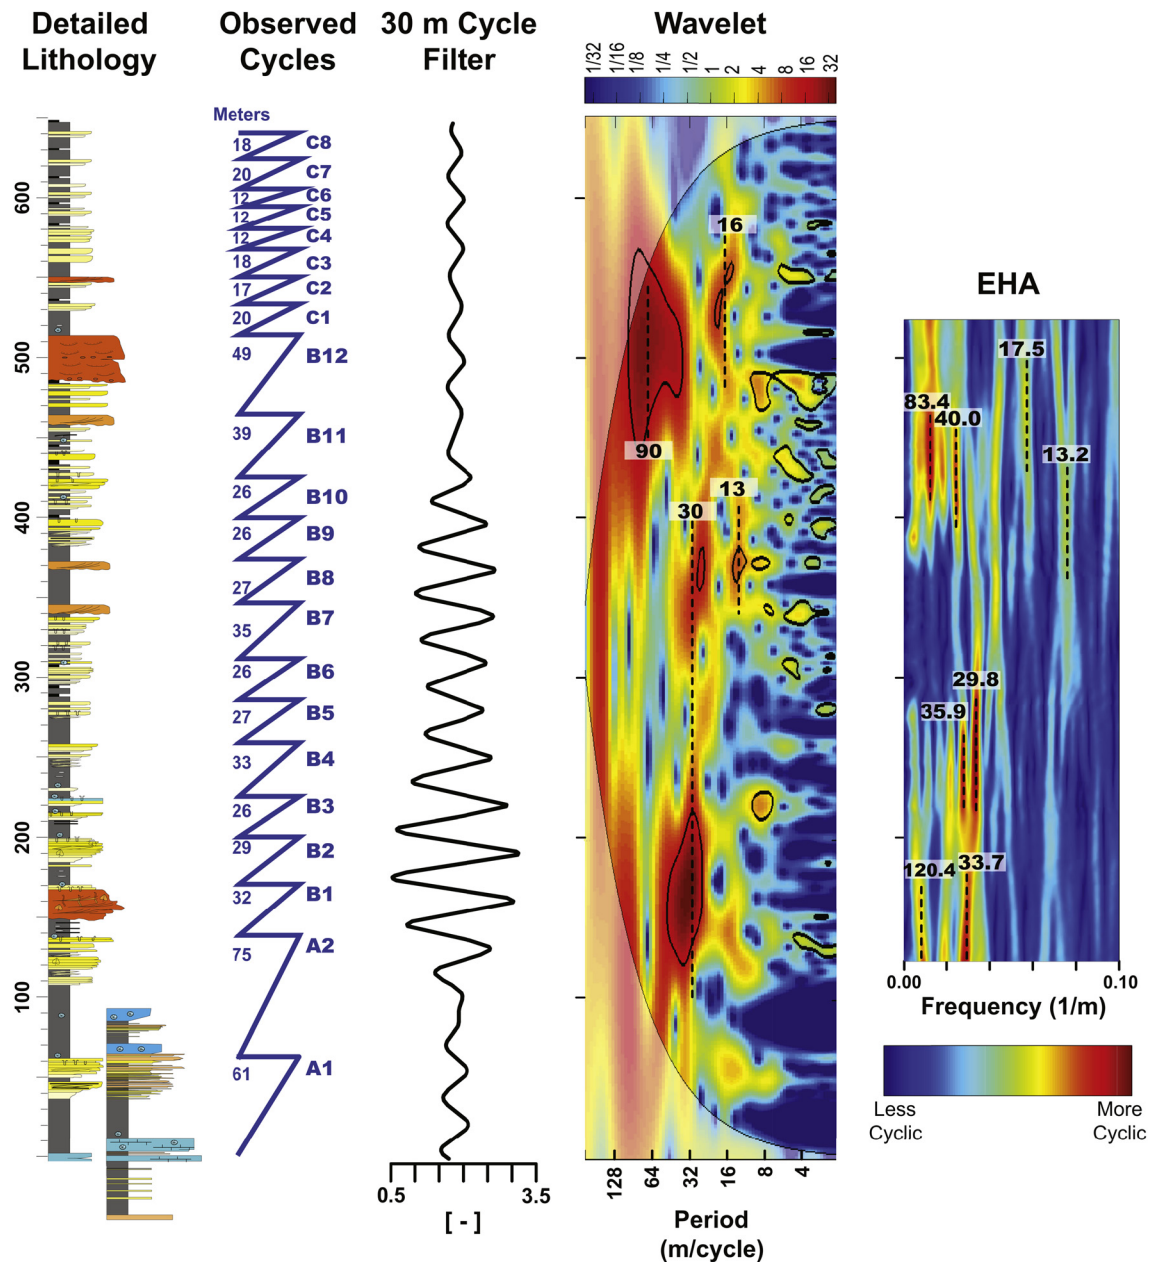 Detailed
Lithology
Observed
Cycles
30 m Cycle
Filter
Wavelet
1/32 1/16 1/8 1/4 1/2 1 2 4 8 16 32
Meters
18 C8
20 C7
12 C6
12 C5
12 C4
18 C3
17 C2
20 C1
49 B12
39 B11
26 B10
26 B9
27 B8
35 B7
26 B6
27 B5
33 B4
26 B3
29 B2
32 B1
75 A2
61 A1
600
500
400
300
200
100
0.5 3.5
[ - ]
16
90
30
13
128 64 32 16 8 4
Period
(m/cycle)
EHA
17.5
83.4
40.0
13.2
29.8
35.9
120.4
33.7
0.00 0.10
Frequency (1/m)
Less
Cyclic
More
Cyclic